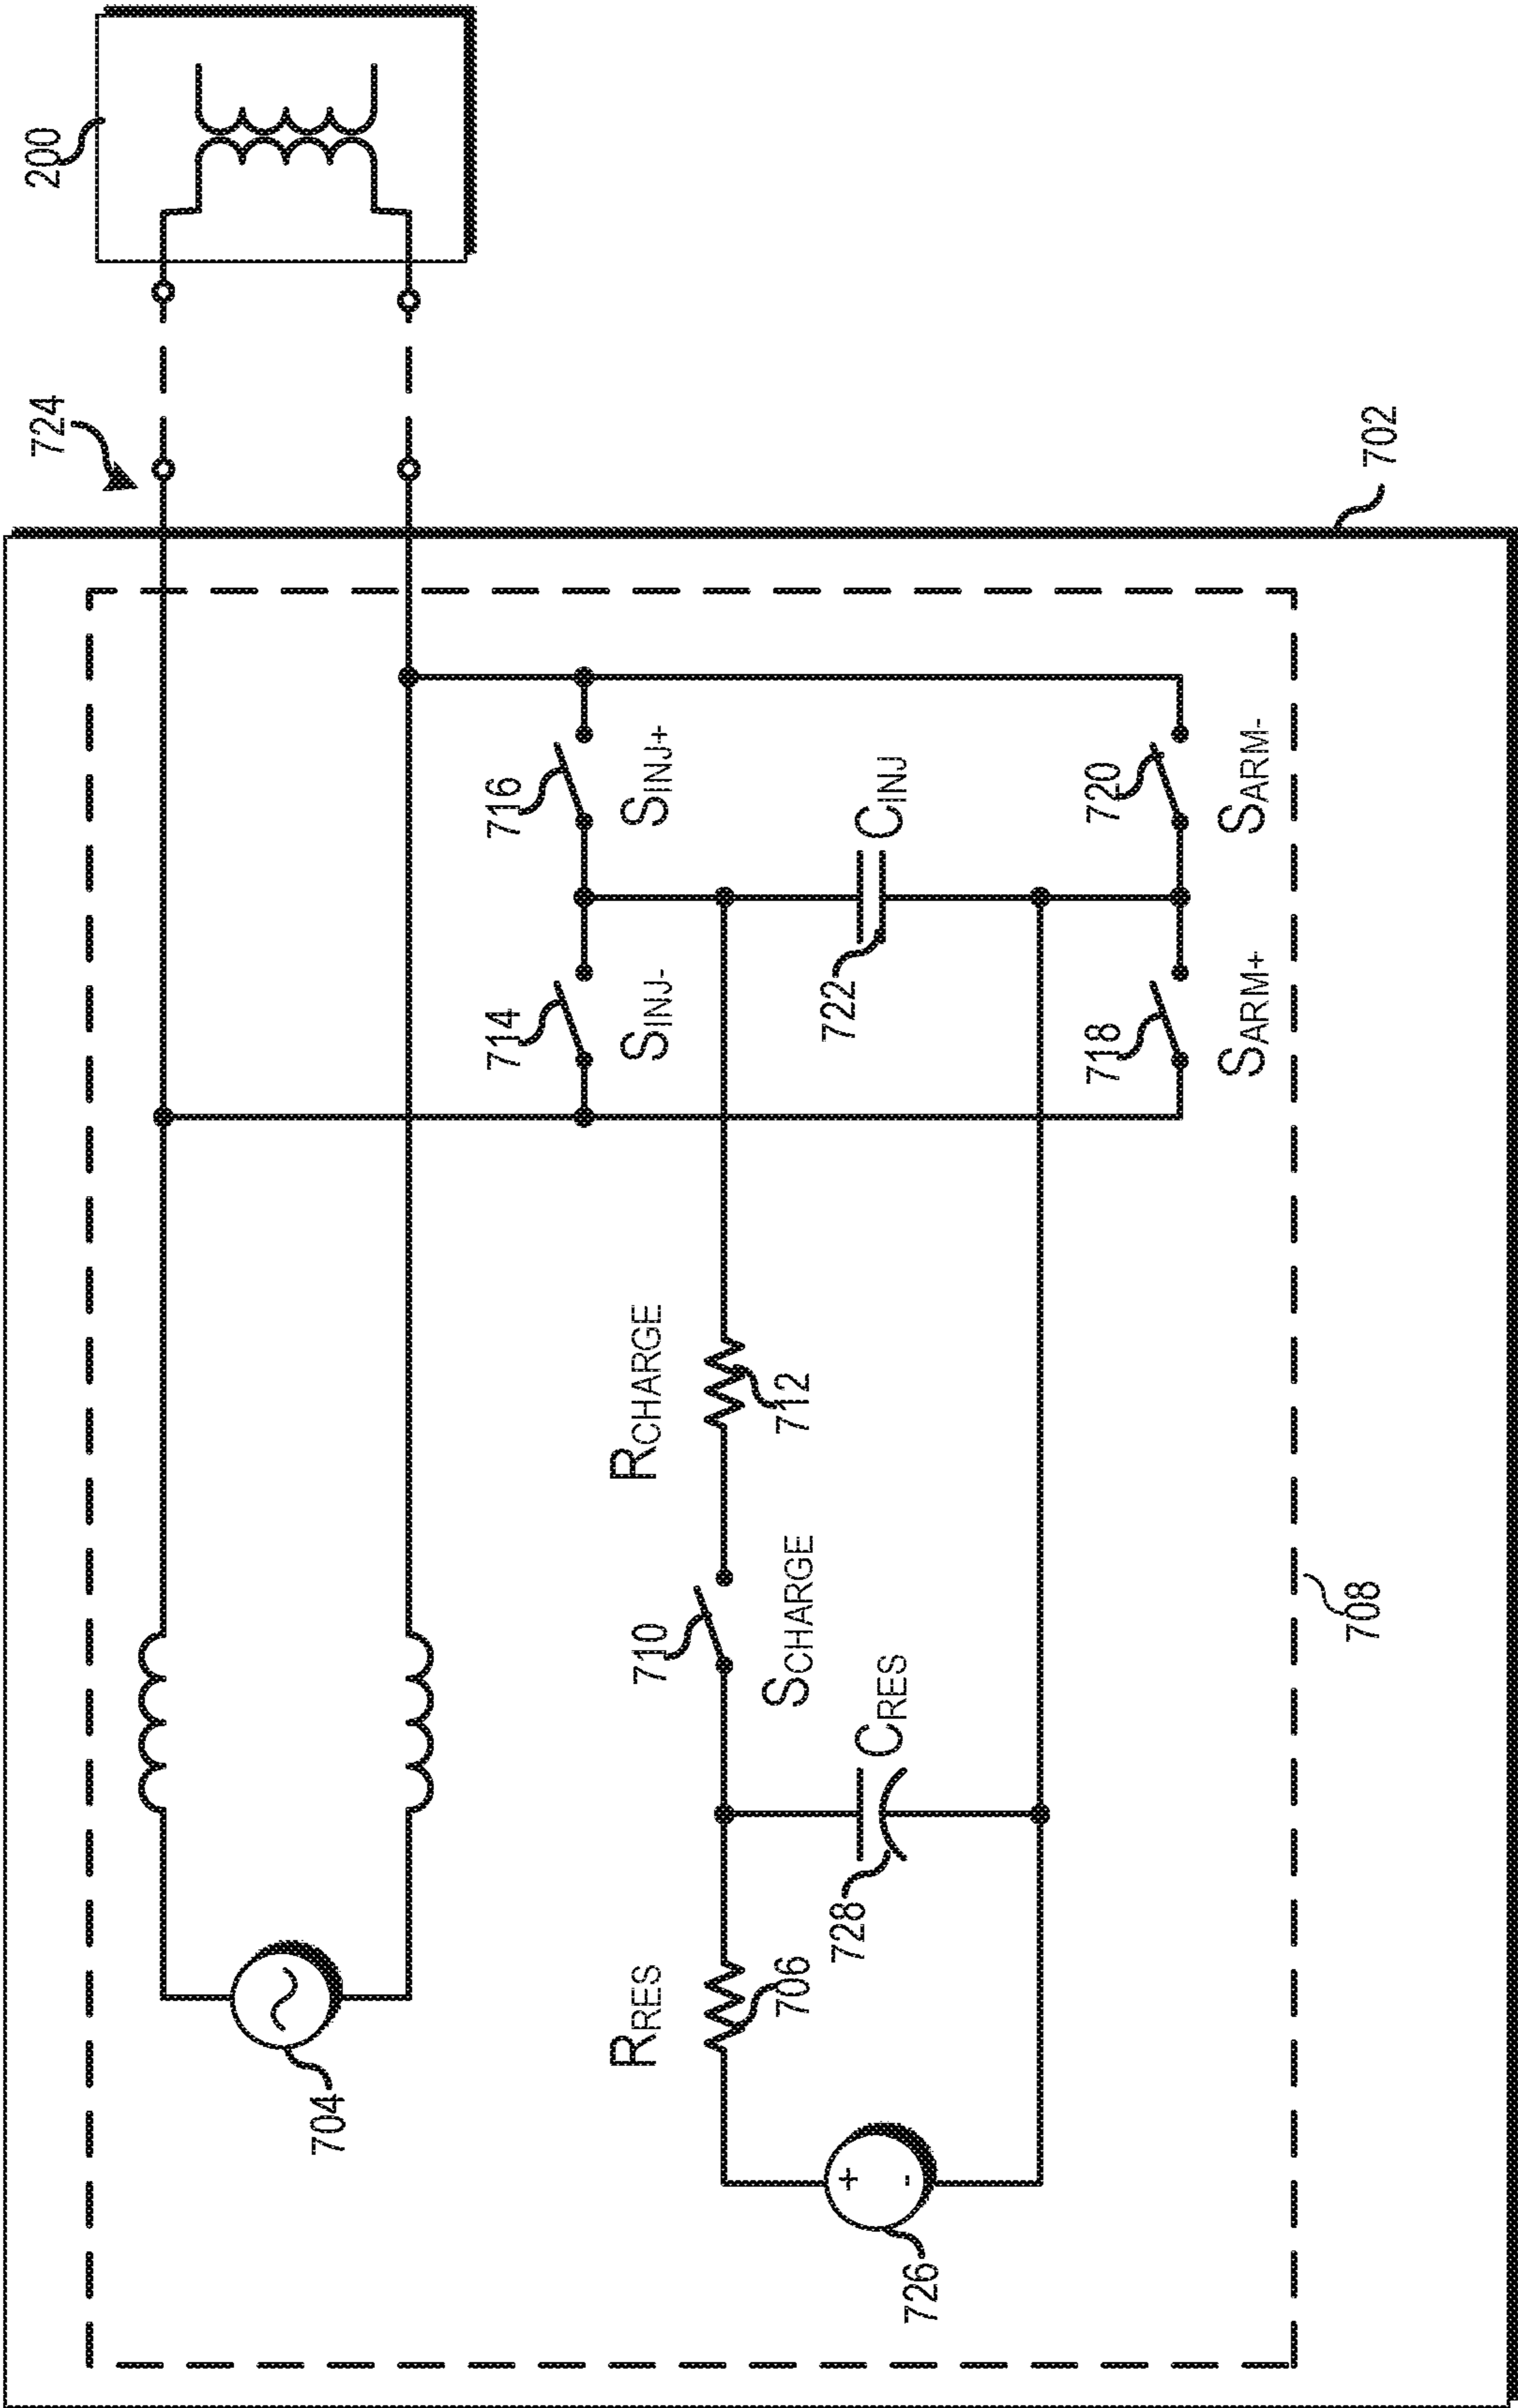 200
724
702
704
716
SINJ+
714
SINJ-
RCHARGE
712
710
SCHARGE
CINJ
722
RRES
706
CRES
728
+
-
726
720
SARM-
718
SARM+
708